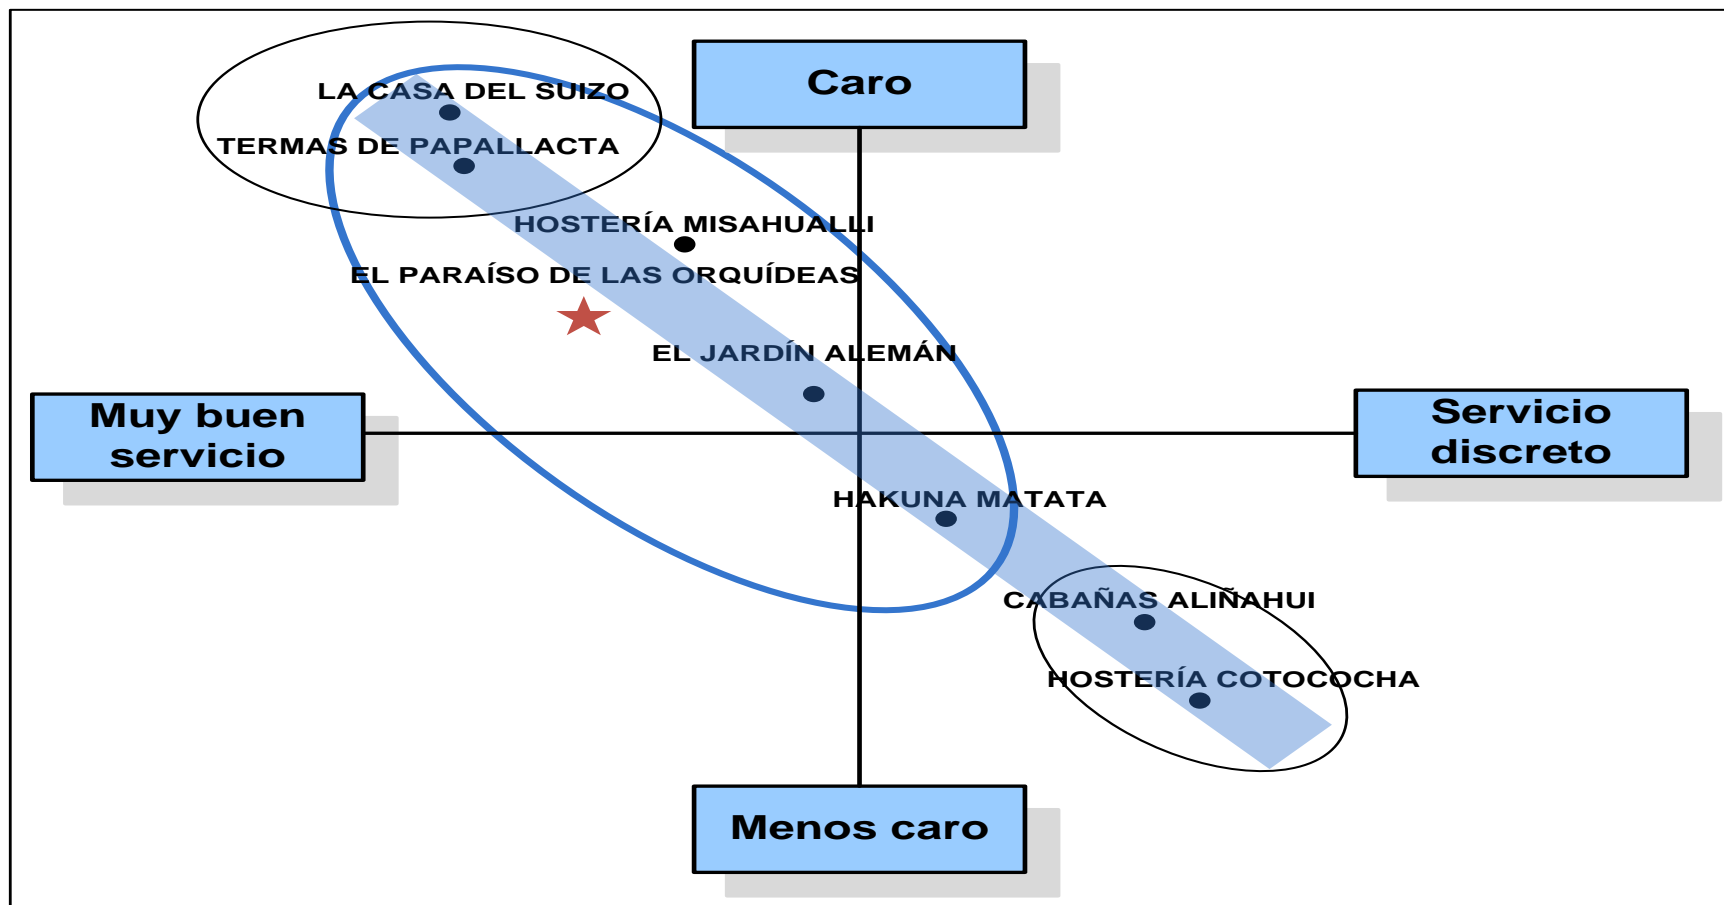 LA CASA DEL SUIZO
Caro
TERMAS DE PAPALLACTA
HOSTERÍA MISAHUALLI
EL PARAÍSO DE LAS ORQUÍDEAS
EL JARDÍN ALEMÁN
Muy buen
servicio
Servicio
discreto
HAKUNA MATATA
CABAÑAS ALIÑAHUI
HOSTERÍA COTOCOCHA
Menos caro